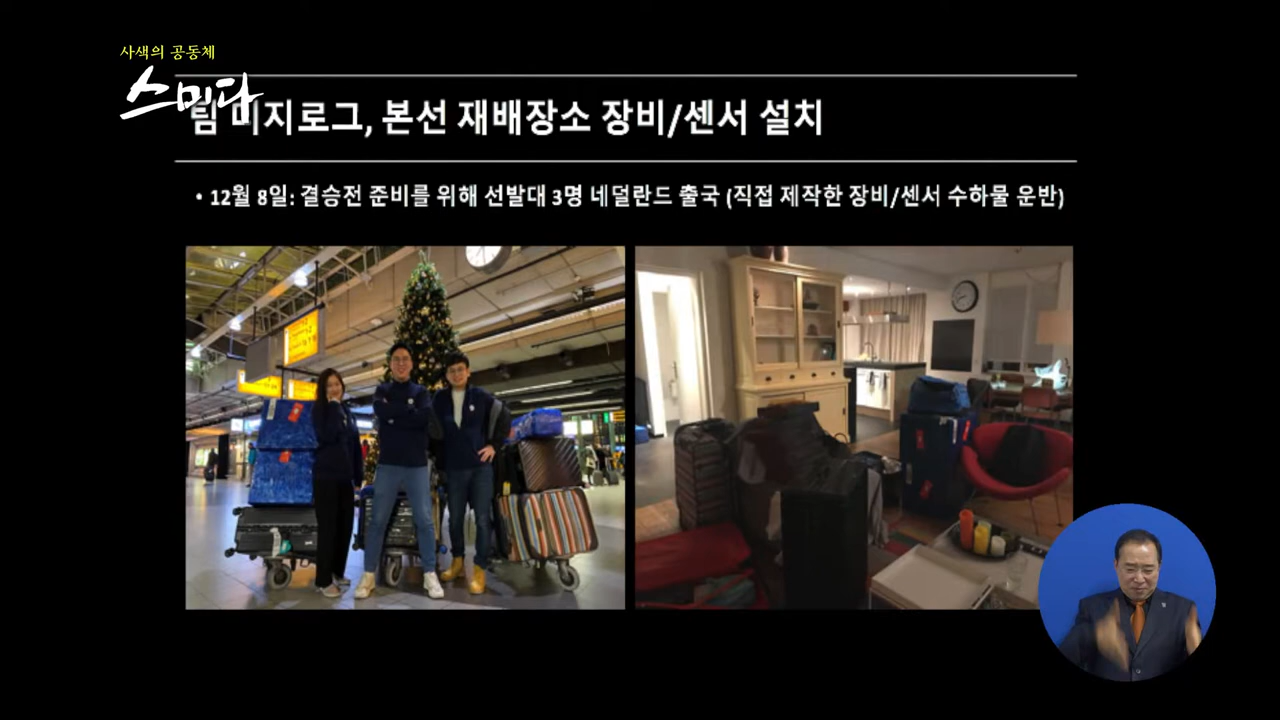 사색의 공동체
스미다
팀 미지로그, 본선 재배장소 장비/센서 설치
• 12월 8일: 결승전 준비를 위해 선발대 3명 네덜란드 출국 (직접 제작한 장비/센서 수하물 운반)